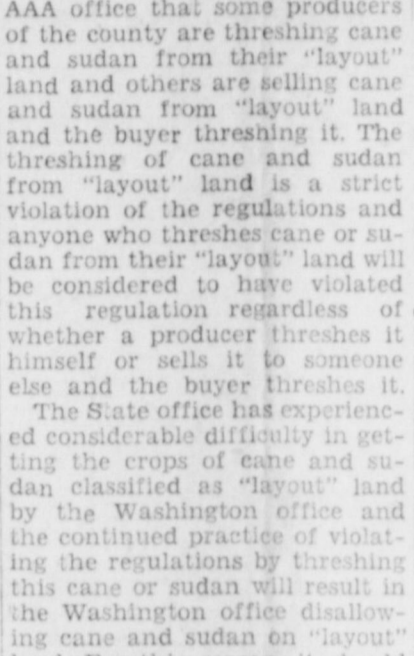 AAA office that some producers
of the county are threshing cane
and sudan from their "layout"
land and others are selling cane
and sudan from "layout" land
and the buyer threshing it. The
threshing of cane and sudan
from "layout" land is a strict
violation of the regulations and
anyone who threshes cane or su-
dan from their "layout" land will
be considered to have violated
this regulation regardless of
whether a producer threshes it
himself or sells it to someone
else and the buyer threshes it.
The State office has experienc-
ed considerable difficulty in get-
ting the crops of cane and su-
dan classified as "layout" land
by the Washington office and
the continued practice of violat-
ing the regulations by threshing
this cane or sudan will result in
the Washington office disallow-
ing cane and sudan on "layout"